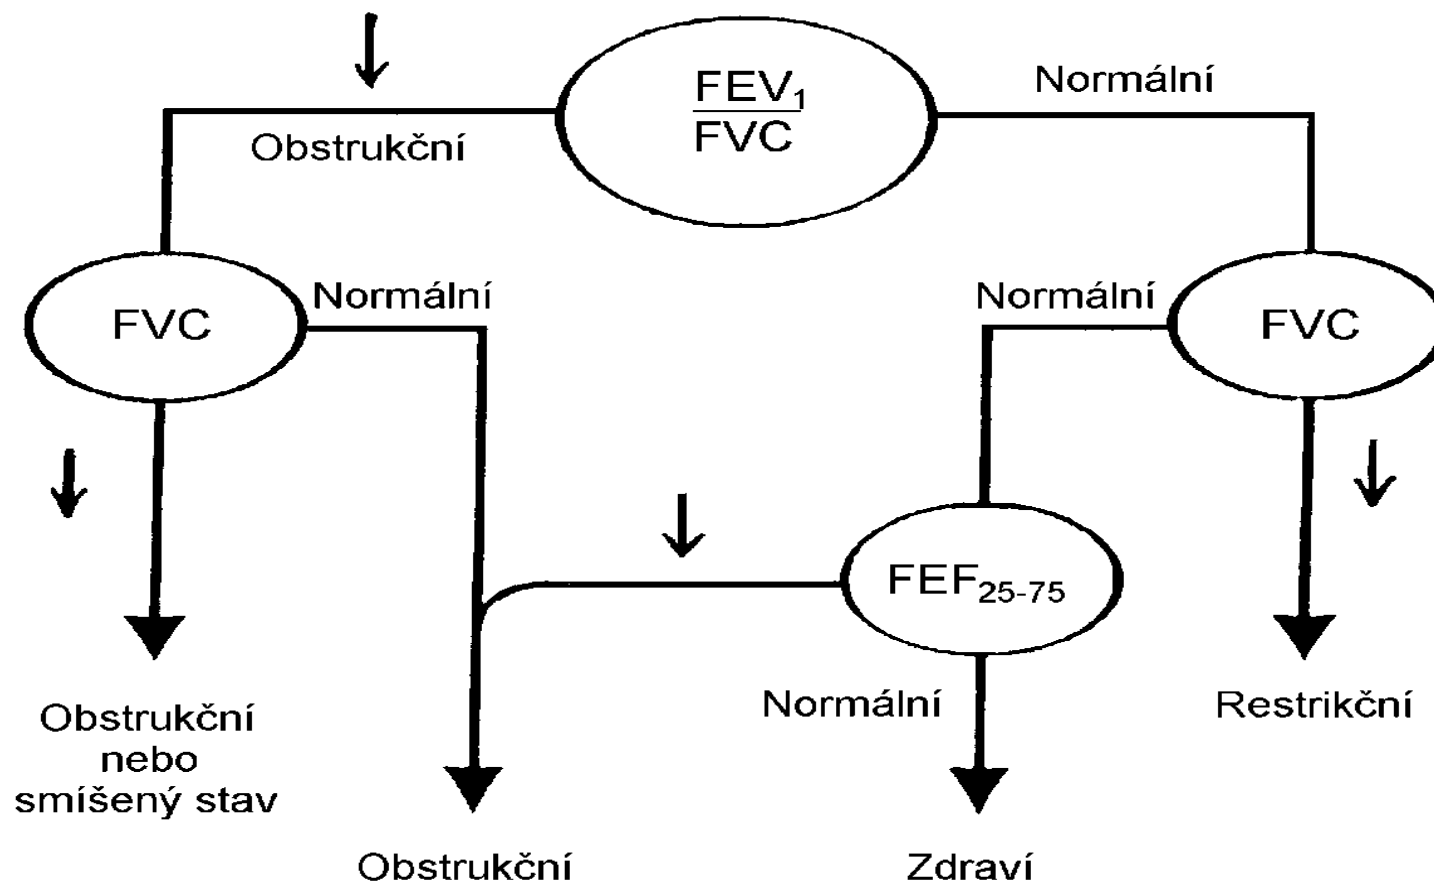 FEV₁
FVC
Normální
Obstrukční
FVC
Normální
Normální
FVC
FEF₂₅₋₇₅
Normální
Obstrukční
nebo
smíšený stav
Restrikční
Obstrukční
Zdraví